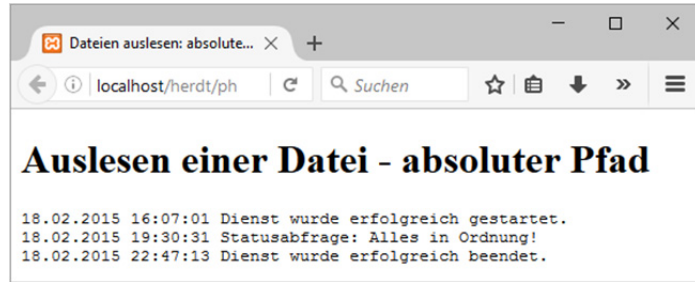 Dateien auslesen: absolute...
localhost/herdt/ph
Suchen
Auslesen einer Datei - absoluter Pfad
18.02.2015 16:07:01 Dienst wurde erfolgreich gestartet.
18.02.2015 19:30:31 Statusabfrage: Alles in Ordnung!
18.02.2015 22:47:13 Dienst wurde erfolgreich beendet.